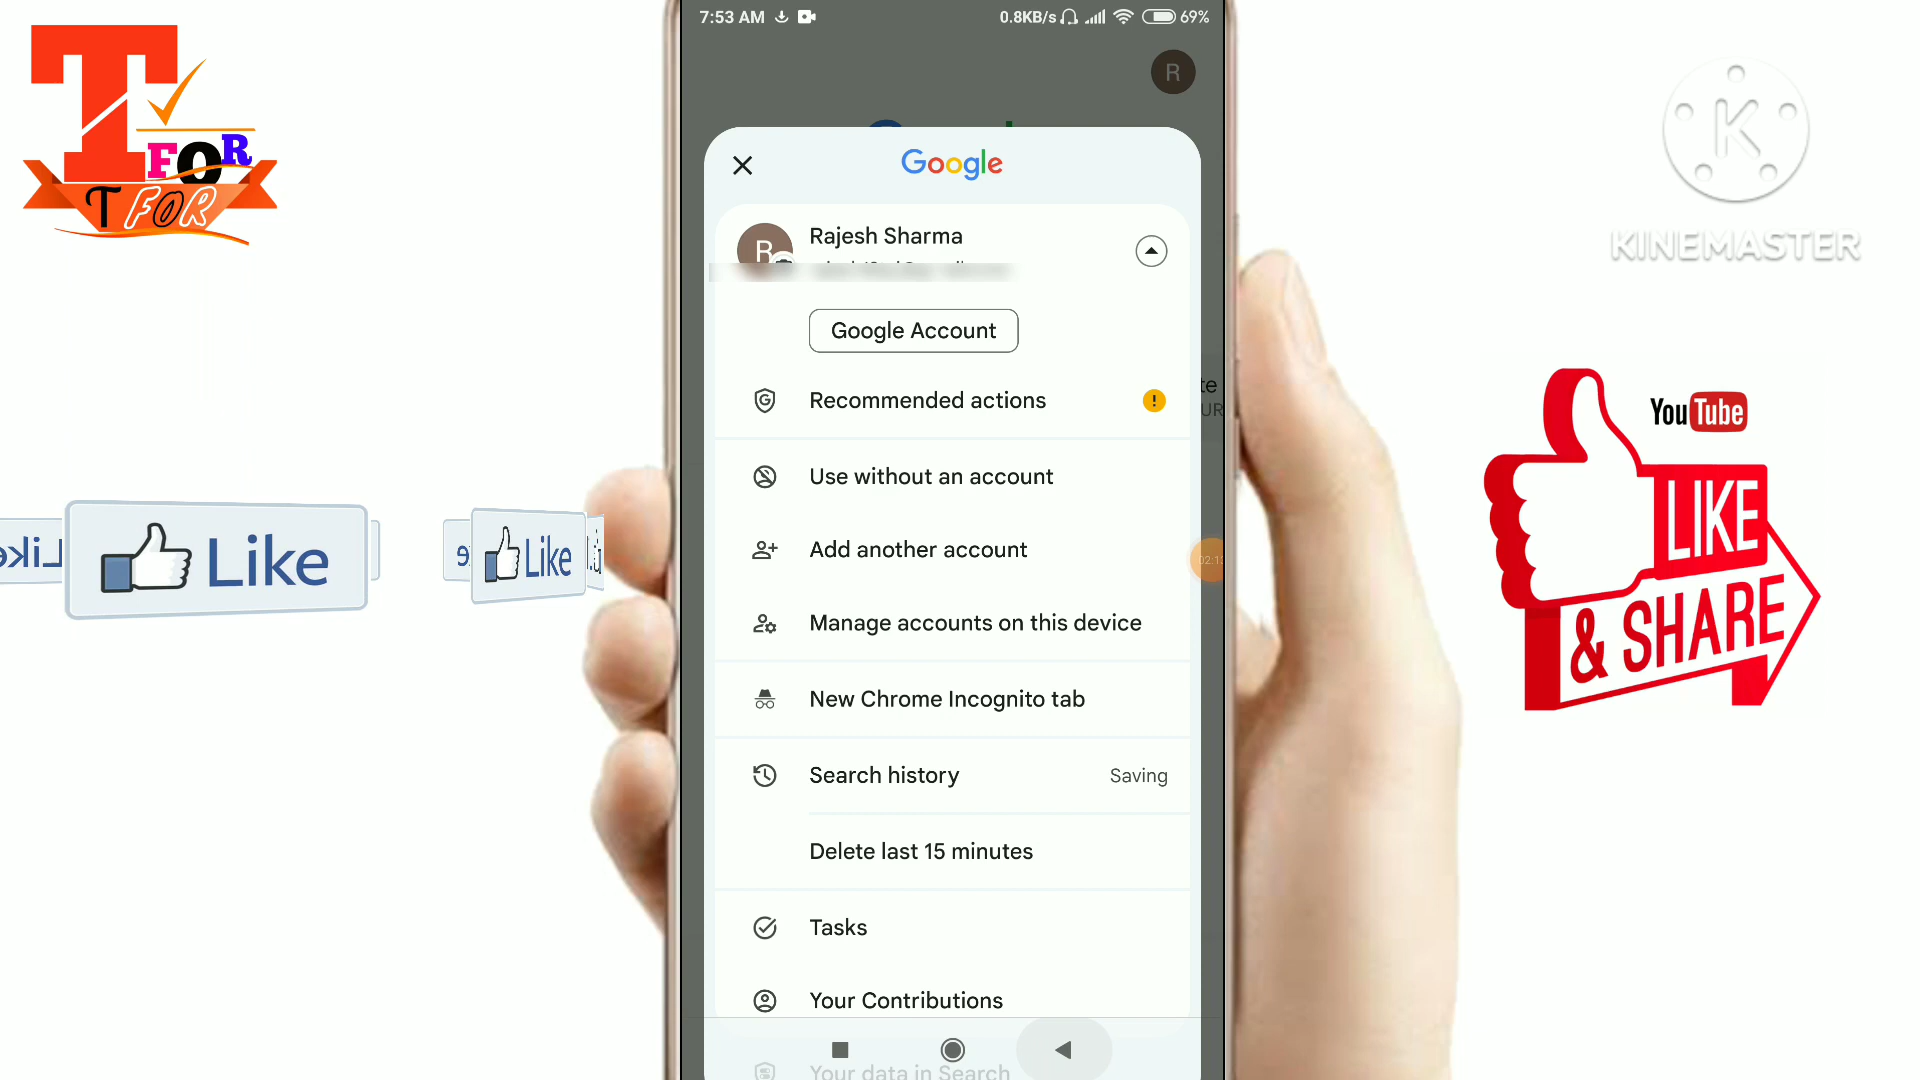 7:53 AM
0.8KB/s
69%
R
T
FOR
T FOR
Google
R
Rajesh Sharma
Google Account
Recommended actions
Use without an account
Add another account
Manage accounts on this device
New Chrome Incognito tab
Search history
Saving
Delete last 15 minutes
Tasks
Your Contributions
Your data in Search
Like
Like
Like
K
KINEMASTER
YouTube
LIKE
& SHARE